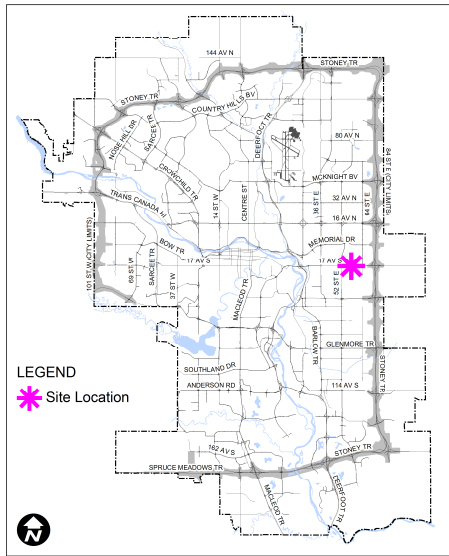 144 AV N
STONEY TR
STONEY TR
COUNTRY HILLS BV
NOSE HILL DR
SARCEE TR
DEERFOOT TR
80 AV N
CROWCHILD TR
MCKNIGHT BV
84 ST E (CITY LIMITS)
TRANS CANADA
14 ST W
CENTRE ST
36 ST E
32 AV N
44 ST E
16 AV N
101 ST W (CITY LIMITS)
BOW TR
MEMORIAL DR
17 AV S
17 AV S
69 ST W
SARCEE TR
37 ST W
52 ST E
MACLEOD TR
BARLOW TR
GLENMORE TR
STONEY TR
SOUTHLAND DR
ANDERSON RD
114 AV S
LEGEND
Site Location
162 AV S
STONEY TR
SPRUCE MEADOWS TR
MACLEOD TR
DEERFOOT TR
N